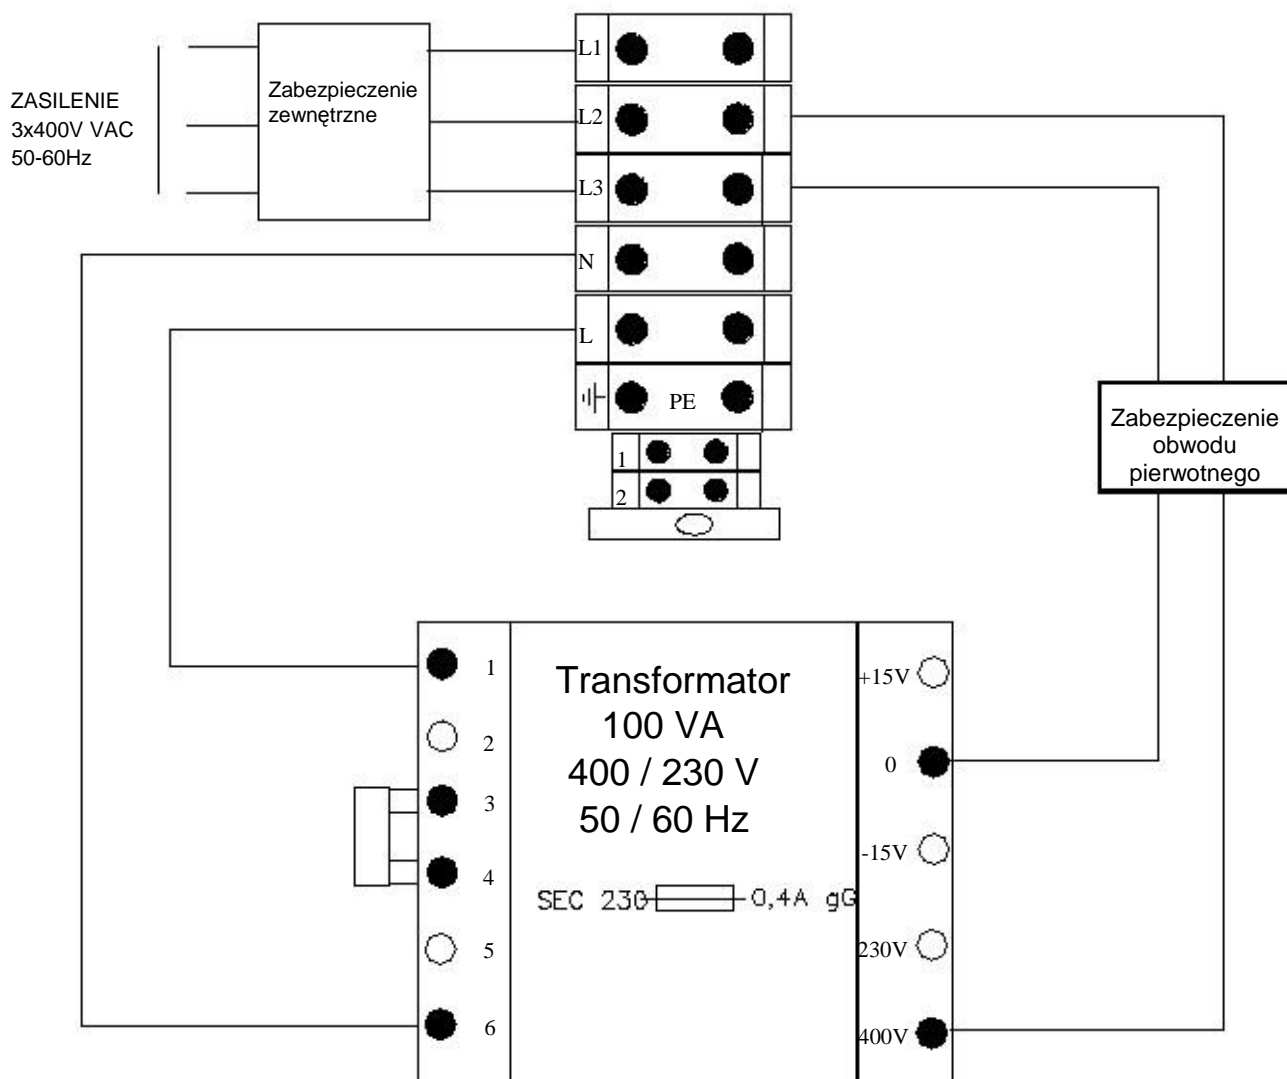 ZASILENIE
3x400V VAC
50-60Hz
Zabezpieczenie
zewnętrzne
L1
L2
L3
N
L
PE
1
2
Zabezpieczenie
obwodu
pierwotnego
1
2
3
4
5
6
Transformator
100 VA
400 / 230 V
50 / 60 Hz
SEC 230 0,4A gG
+15V
0
-15V
230V
400V